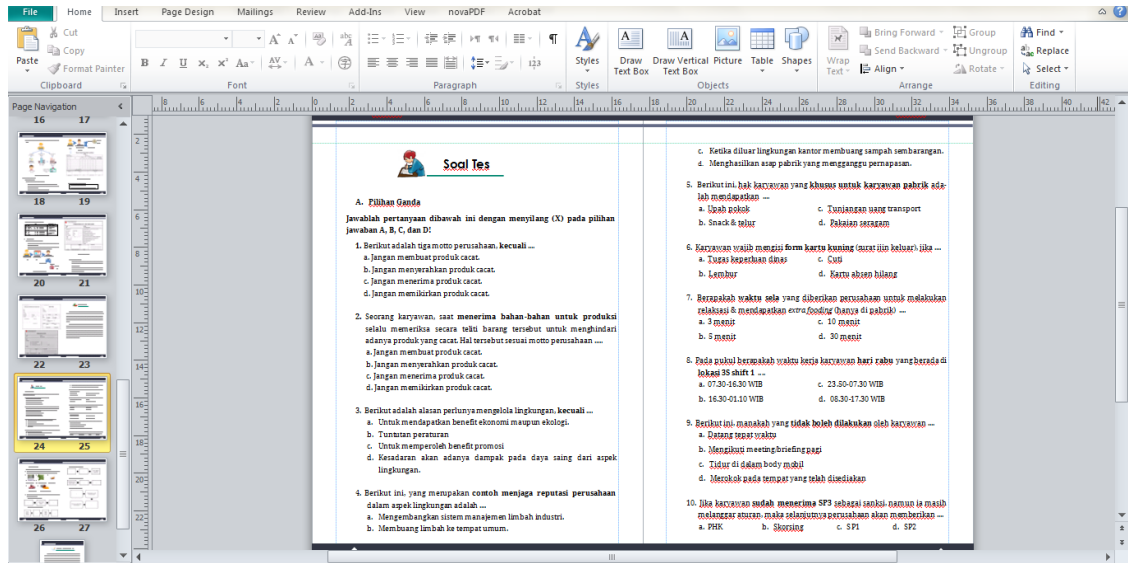 File Home Insert Page Design Mailings Review Add-Ins View novaPDF Acrobat
Paste
Cut
Copy
Format Painter
Clipboard
B I U x₂ x² Aa AV A
Font
Paragraph
Styles
Styles
Draw Text Box
Draw Vertical Text Box
Picture
Table
Shapes
Objects
Wrap Text
Bring Forward
Send Backward
Align
Group
Ungroup
Rotate
Arrange
Find
Replace
Select
Editing
Page Navigation
16 17
18 19
20 21
22 23
24 25
26 27
Soal Tes
A. Pilihan Ganda
Jawablah pertanyaan dibawah ini dengan menyilang (X) pada pilihan
jawaban A, B, C, dan D!
1. Berikut adalah tiga motto perusahaan, kecuali ....
a. Jangan membuat produk cacat.
b. Jangan menyerahkan produk cacat.
c. Jangan menerima produk cacat.
d. Jangan memikirkan produk cacat.
2. Seorang karyawan, saat menerima bahan-bahan untuk produksi
selalu memeriksa secara teliti barang tersebut untuk menghindari
adanya produk yang cacat. Hal tersebut sesuai motto perusahaan .....
a. Jangan membuat produk cacat.
b. Jangan menyerahkan produk cacat.
c. Jangan menerima produk cacat.
d. Jangan memikirkan produk cacat.
3. Berikut adalah alasan perlunya mengelola lingkungan, kecuali ....
a. Untuk mendapatkan benefit ekonomi maupun ekologi.
b. Tuntutan peraturan
c. Untuk memperoleh benefit promosi
d. Kesadaran akan adanya dampak pada daya saing dari aspek
lingkungan.
4. Berikut ini, yang merupakan contoh menjaga reputasi perusahaan
dalam aspek lingkungan adalah ....
a. Mengembangkan sistem manajemen limbah industri.
b. Membuang limbah ke tempat umum.
c. Ketika diluar lingkungan kantor membuang sampah sembarangan.
d. Menghasilkan asap pabrik yang mengganggu pernapasan.
5. Berikut ini, hak karyawan yang khusus untuk karyawan pabrik ada-
lah mendapatkan ....
a. Upah pokok c. Tunjangan uang transport
b. Snack & telur d. Pakaian seragam
6. Karyawan wajib mengisi form kartu kuning (surat ijin keluar), jika ....
a. Tugas keperluan dinas c. Cuti
b. Lembur d. Kartu absen hilang
7. Berapakah waktu sela yang diberikan perusahaan untuk melakukan
relaksasi & mendapatkan extra fooding (hanya di pabrik) ....
a. 3 menit c. 10 menit
b. 5 menit d. 30 menit
8. Pada pukul berapakah waktu kerja karyawan hari rabu yang berada di
lokasi 3S shift 1 ....
a. 07.30-16.30 WIB c. 23.50-07.30 WIB
b. 16.30-01.10 WIB d. 08.30-17.30 WIB
9. Berikut ini, manakah yang tidak boleh dilakukan oleh karyawan ....
a. Datang tepat waktu
b. Mengikuti meeting/briefing pagi
c. Tidur di dalam body mobil
d. Merokok pada tempat yang telah disediakan
10. Jika karyawan sudah menerima SP3 sebagai sanksi, namun ia masih
melanggar aturan, maka selanjutnya perusahaan akan memberikan ....
a. PHK b. Skorsing c. SP1 d. SP2